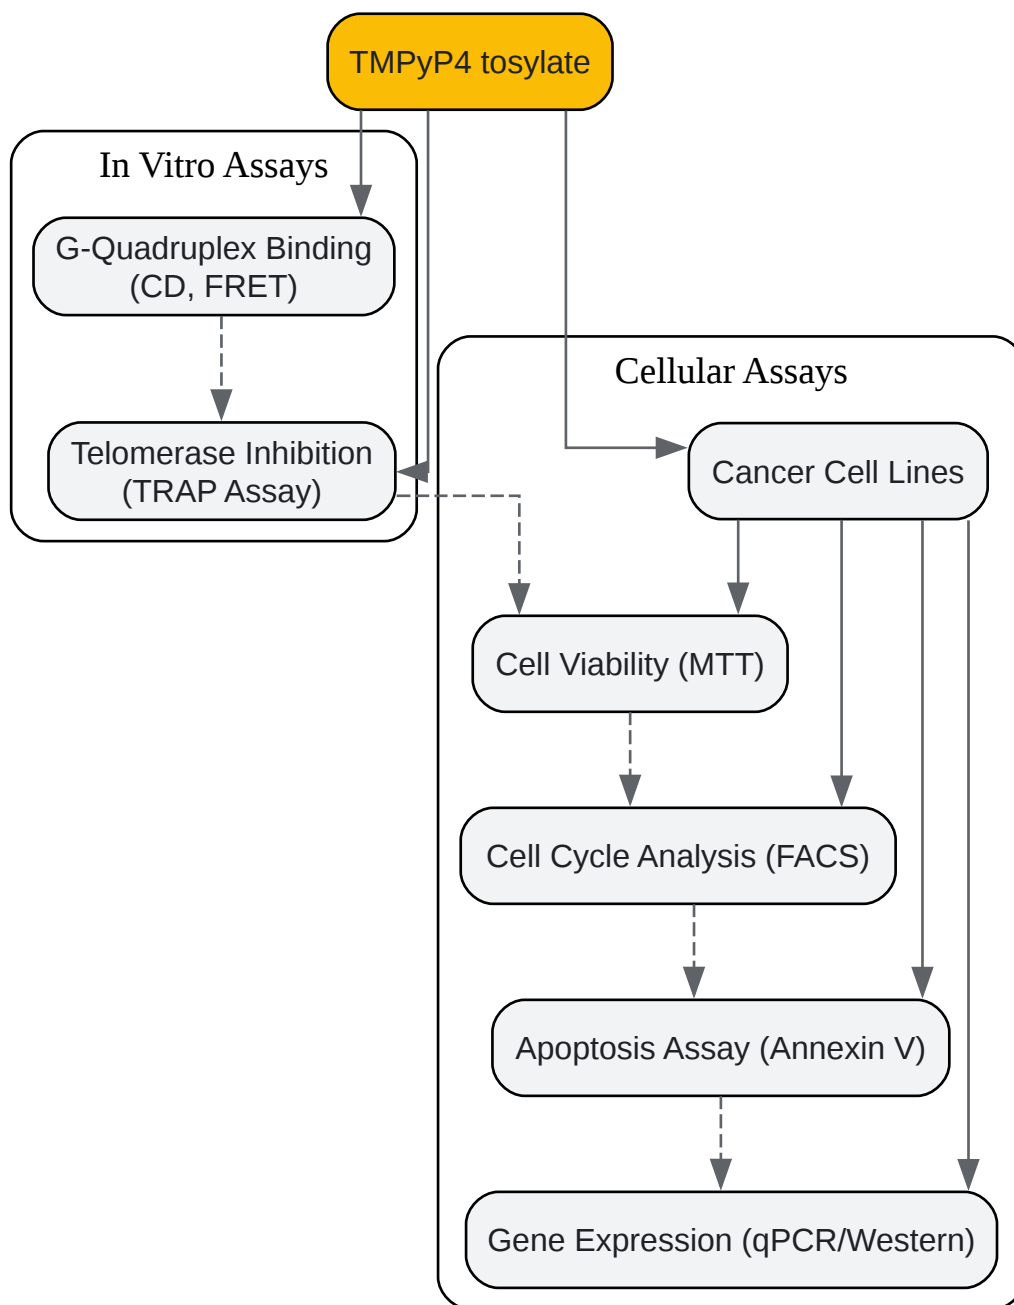 TMPyP4 tosylate
In Vitro Assays
G-Quadruplex Binding
(CD, FRET)
Telomerase Inhibition
(TRAP Assay)
Cellular Assays
Cancer Cell Lines
Cell Viability (MTT)
Cell Cycle Analysis (FACS)
Apoptosis Assay (Annexin V)
Gene Expression (qPCR/Western)